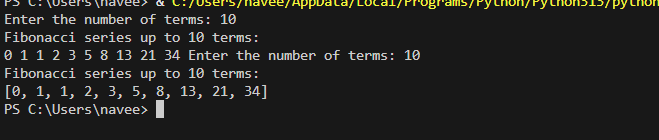 PS C:\Users\navee> & C:/Users/navee/AppData/Local/Programs/Python/Python313/python
Enter the number of terms: 10
Fibonacci series up to 10 terms:
0 1 1 2 3 5 8 13 21 34 Enter the number of terms: 10
Fibonacci series up to 10 terms:
[0, 1, 1, 2, 3, 5, 8, 13, 21, 34]
PS C:\Users\navee>